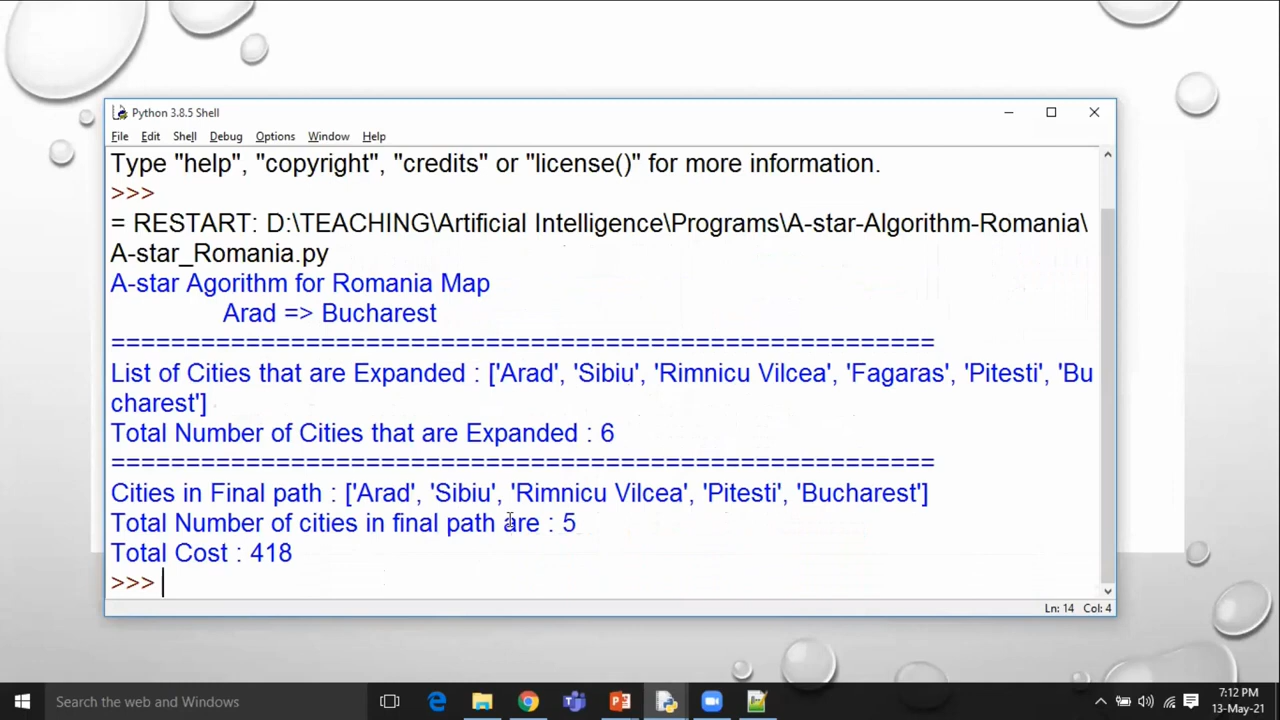 Python 3.8.5 Shell
File Edit Shell Debug Options Window Help
Type "help", "copyright", "credits" or "license()" for more information.
>>>
= RESTART: D:\TEACHING\Artificial Intelligence\Programs\A-star-Algorithm-Romania\
A-star_Romania.py
A-star Agorithm for Romania Map
Arad => Bucharest
=======================================================
List of Cities that are Expanded : ['Arad', 'Sibiu', 'Rimnicu Vilcea', 'Fagaras', 'Pitesti', 'Bu
charest']
Total Number of Cities that are Expanded : 6
=======================================================
Cities in Final path : ['Arad', 'Sibiu', 'Rimnicu Vilcea', 'Pitesti', 'Bucharest']
Total Number of cities in final path are : 5
Total Cost : 418
>>>
Ln: 14 Col: 4
Search the web and Windows
7:12 PM
13-May-21